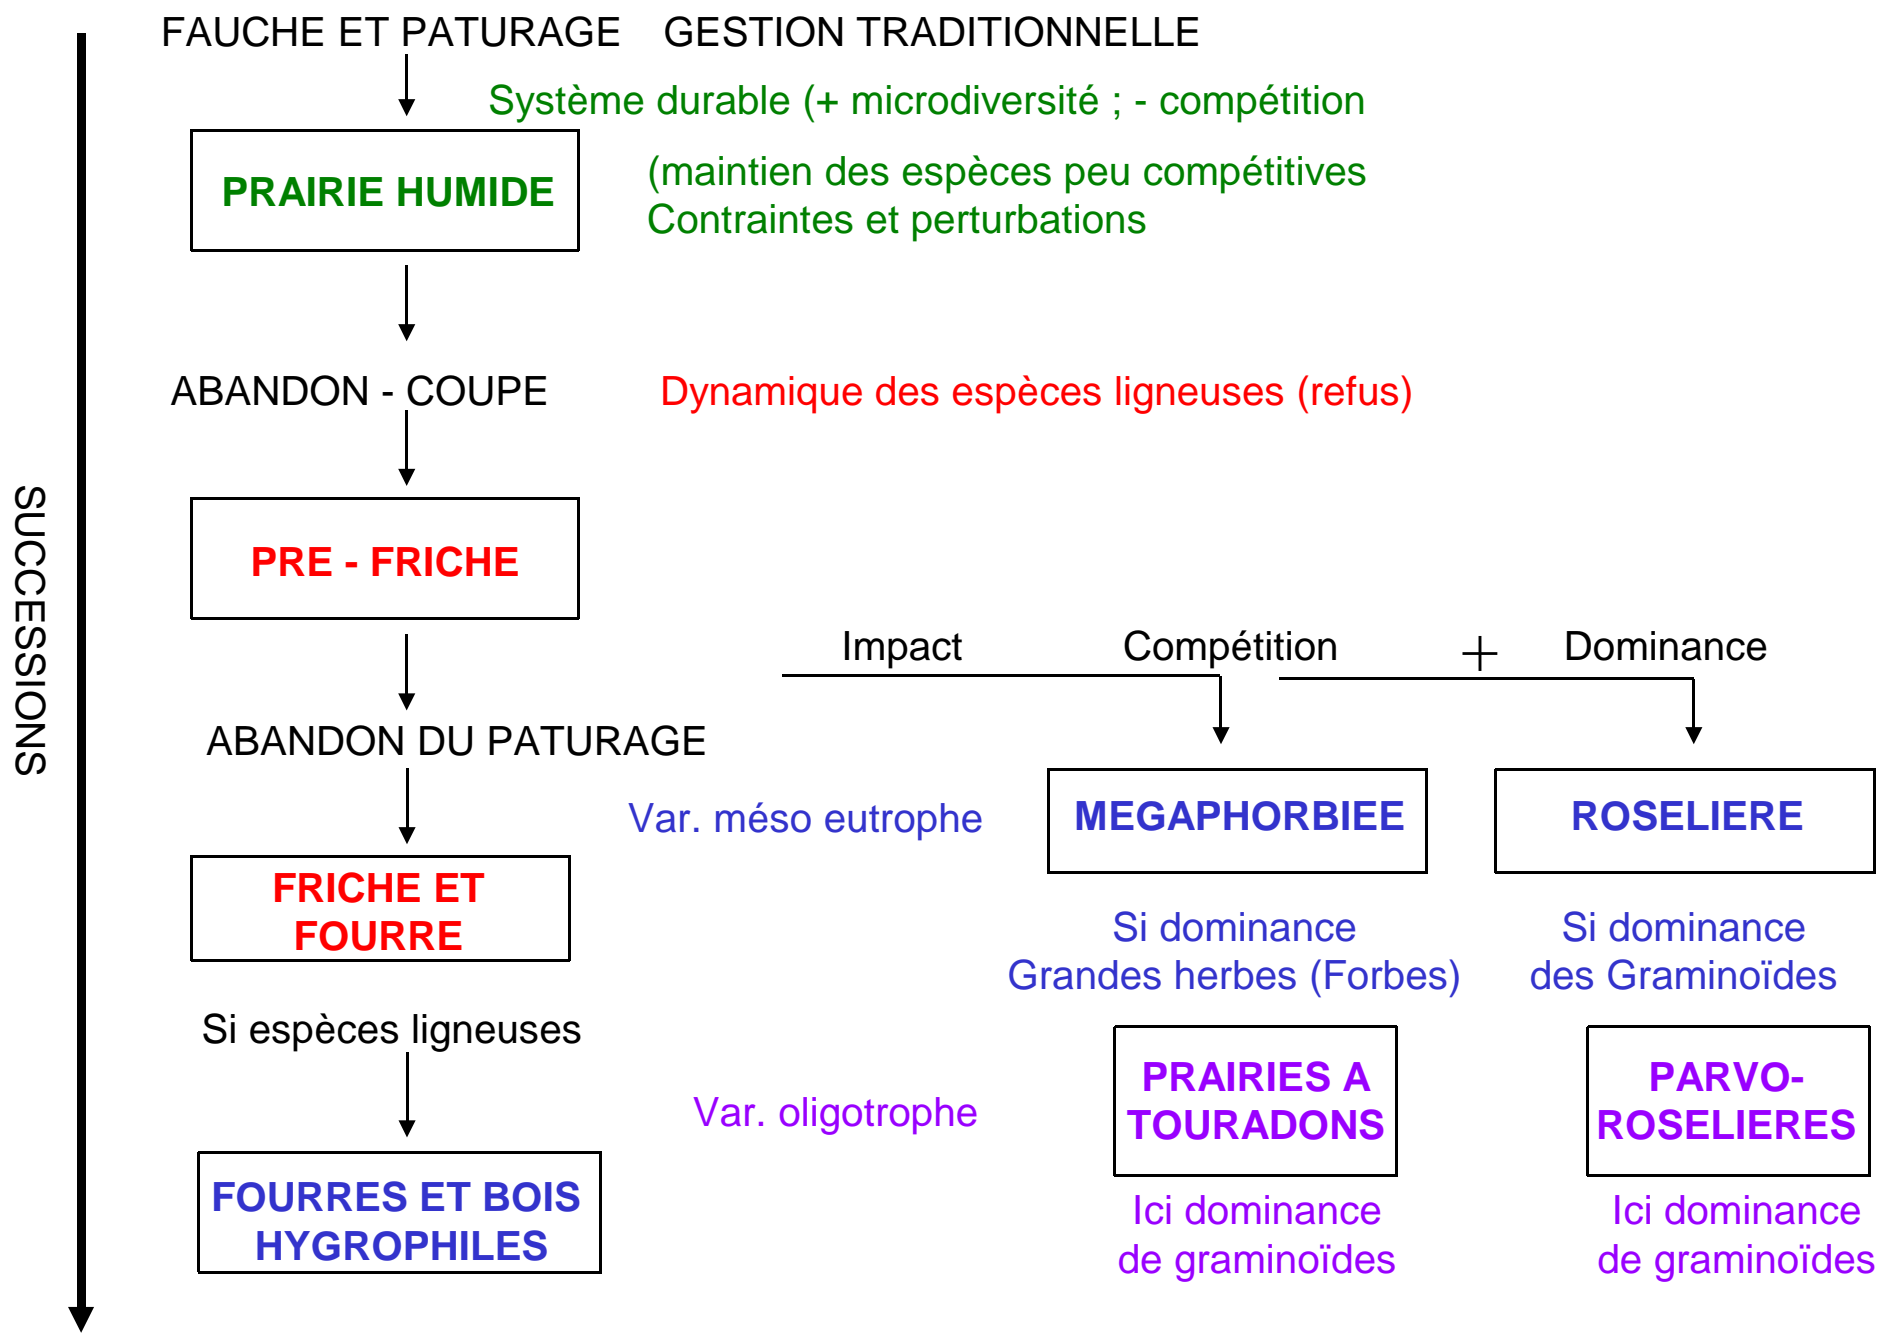 FAUCHE ET PATURAGE GESTION TRADITIONNELLE
Système durable (+ microdiversité ; - compétition
PRAIRIE HUMIDE
(maintien des espèces peu compétitives
Contraintes et perturbations
ABANDON - COUPE
Dynamique des espèces ligneuses (refus)
SUCCESSIONS
PRE - FRICHE
Impact
Compétition
+
Dominance
ABANDON DU PATURAGE
Var. méso eutrophe
MEGAPHORBIEE
ROSELIERE
FRICHE ET
FOURRE
Si dominance
Grandes herbes (Forbes)
Si dominance
des Graminoïdes
Si espèces ligneuses
Var. oligotrophe
PRAIRIES A
TOURADONS
PARVO-
ROSELIERES
FOURRES ET BOIS
HYGROPHILES
Ici dominance
de graminoïdes
Ici dominance
de graminoïdes